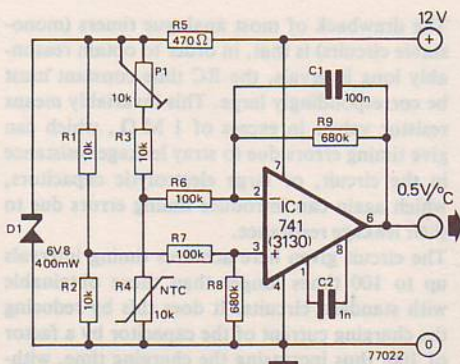 R5
12V
470Ω
+
P1
10k
C1
100n
R9
680k
R1
10k
R3
10k
R6
100k
2
IC1
741
(3130)
7
6
0.5V/°C
D1
6V8
400mW
R7
100k
3
4
1
8
R2
10k
R4
NTC
10k
R8
680k
C2
1n
77022
0